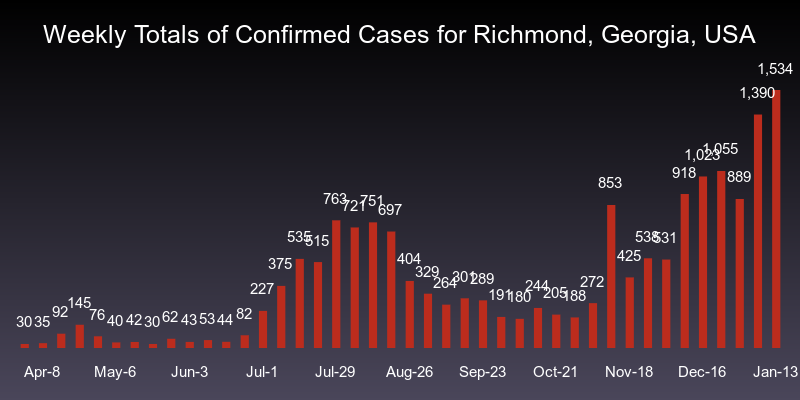 Weekly Totals of Confirmed Cases for Richmond, Georgia, USA
30 35 92 145 76 40 42 30 62 43 53 44 82 227 375 535 515 763 721 751 697 404 329 264 301 289 191 180 244 205 188 272 853 425 538 531 918 1,023 1,055 889 1,390 1,534
Apr-8 May-6 Jun-3 Jul-1 Jul-29 Aug-26 Sep-23 Oct-21 Nov-18 Dec-16 Jan-13